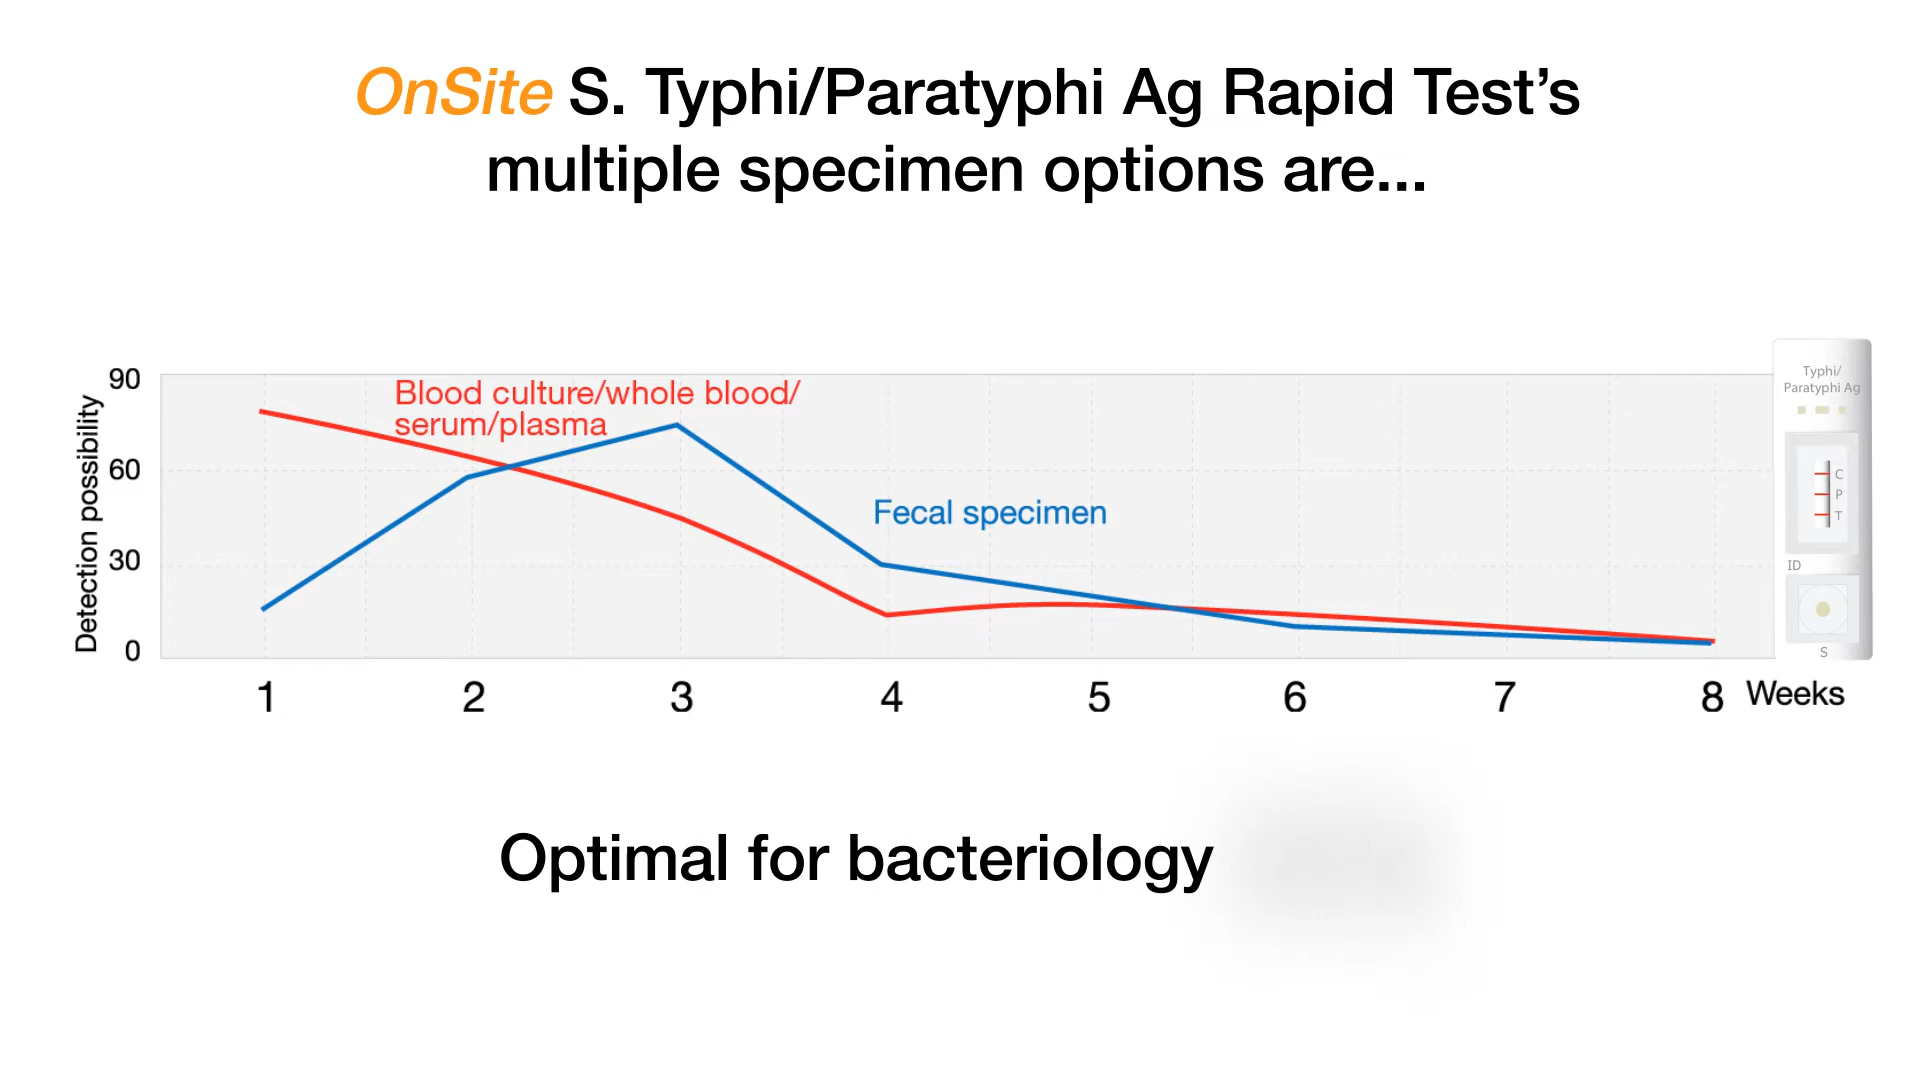 OnSite S. Typhi/Paratyphi Ag Rapid Test’s
multiple specimen options are...
Detection possibility
90
60
30
0
Blood culture/whole blood/
serum/plasma
Fecal specimen
1 2 3 4 5 6 7 8 Weeks
Typhi/
Paratyphi Ag
C
P
T
ID
S
Optimal for bacteriology